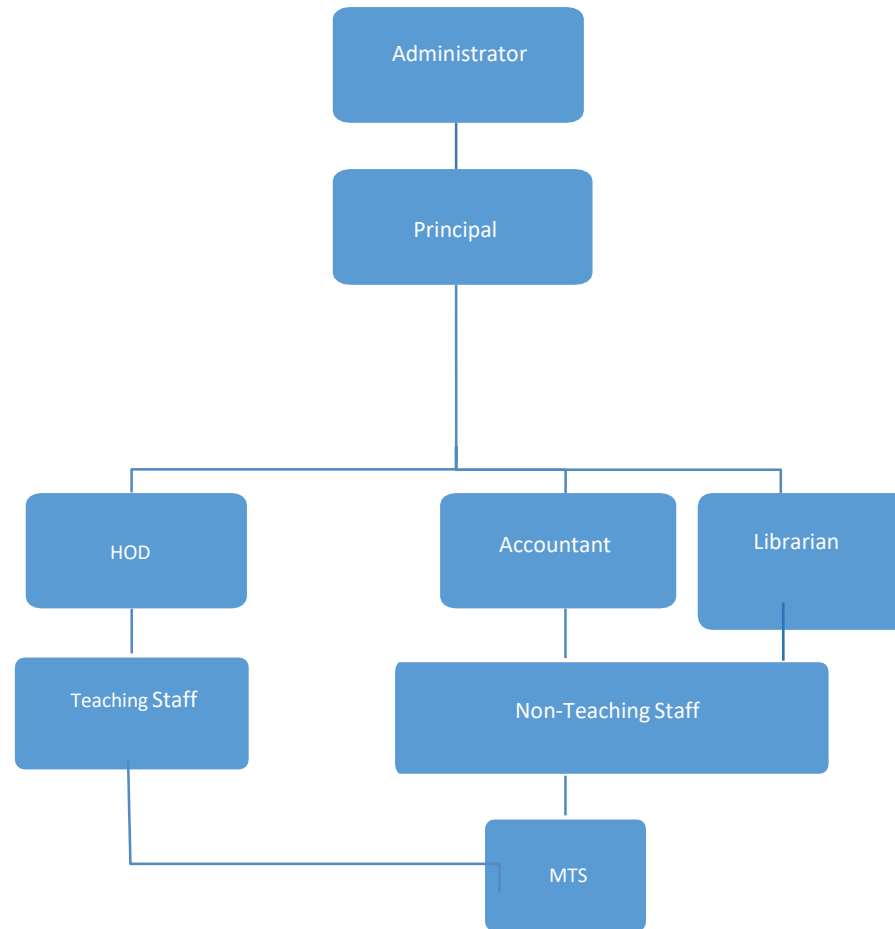 Administrator
Principal
HOD
Accountant
Librarian
Teaching Staff
Non-Teaching Staff
MTS